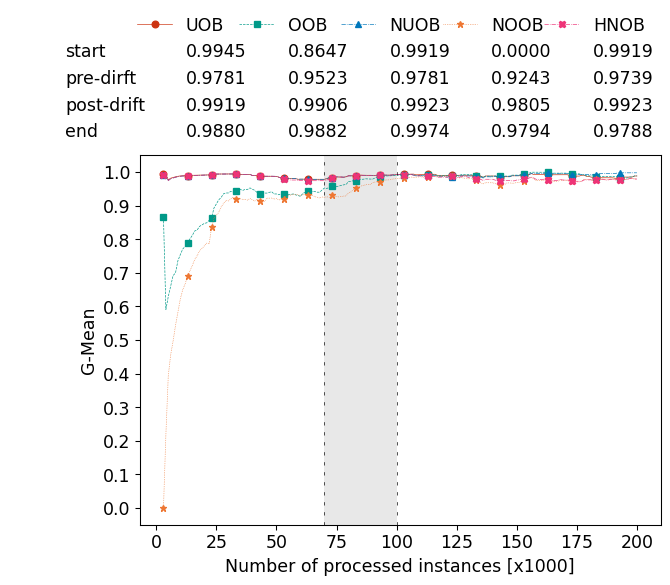 UOB OOB NUOB NOOB HNOB
start 0.9945 0.8647 0.9919 0.0000 0.9919
pre-dirft 0.9781 0.9523 0.9781 0.9243 0.9739
post-drift 0.9919 0.9906 0.9923 0.9805 0.9923
end 0.9880 0.9882 0.9974 0.9794 0.9788
1.0
0.9
0.8
0.7
0.6
0.5
0.4
0.3
0.2
0.1
0.0
G-Mean
0 25 50 75 100 125 150 175 200
Number of processed instances [x1000]